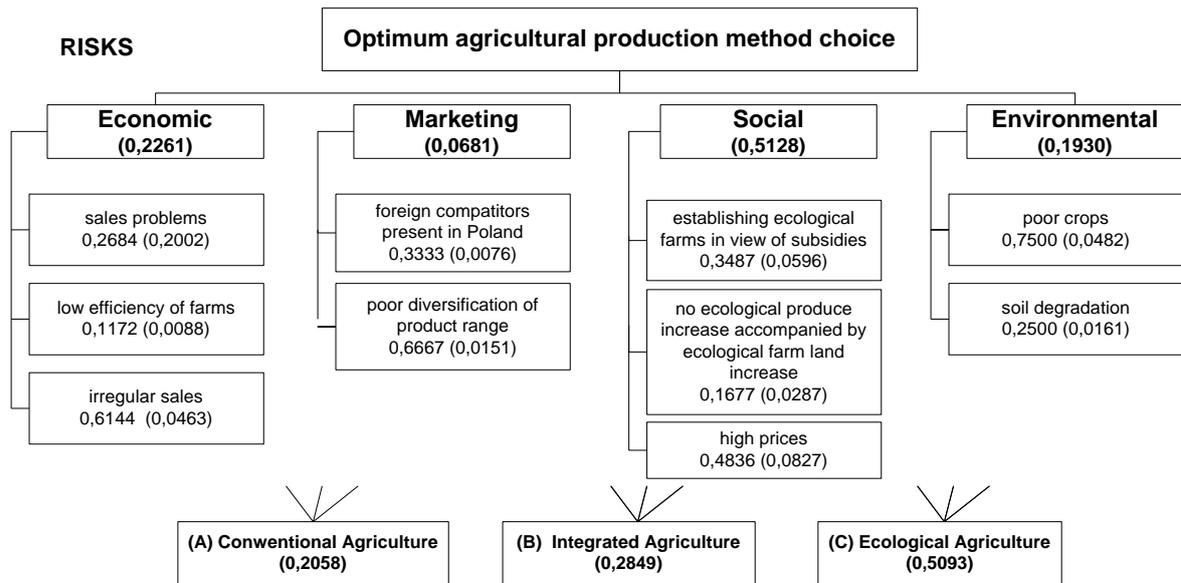 Optimum agricultural production method choice
RISKS
Economic
(0,2261)
sales problems
0,2684 (0,2002)
low efficiency of farms
0,1172 (0,0088)
irregular sales
0,6144 (0,0463)
Marketing
(0,0681)
foreign compatitors
present in Poland
0,3333 (0,0076)
poor diversification of
product range
0,6667 (0,0151)
Social
(0,5128)
establishing ecological
farms in view of subsidies
0,3487 (0,0596)
no ecological produce
increase accompanied by
ecological farm land
increase
0,1677 (0,0287)
high prices
0,4836 (0,0827)
Environmental
(0,1930)
poor crops
0,7500 (0,0482)
soil degradation
0,2500 (0,0161)
(A) Conventional Agriculture
(0,2058)
(B) Integrated Agriculture
(0,2849)
(C) Ecological Agriculture
(0,5093)